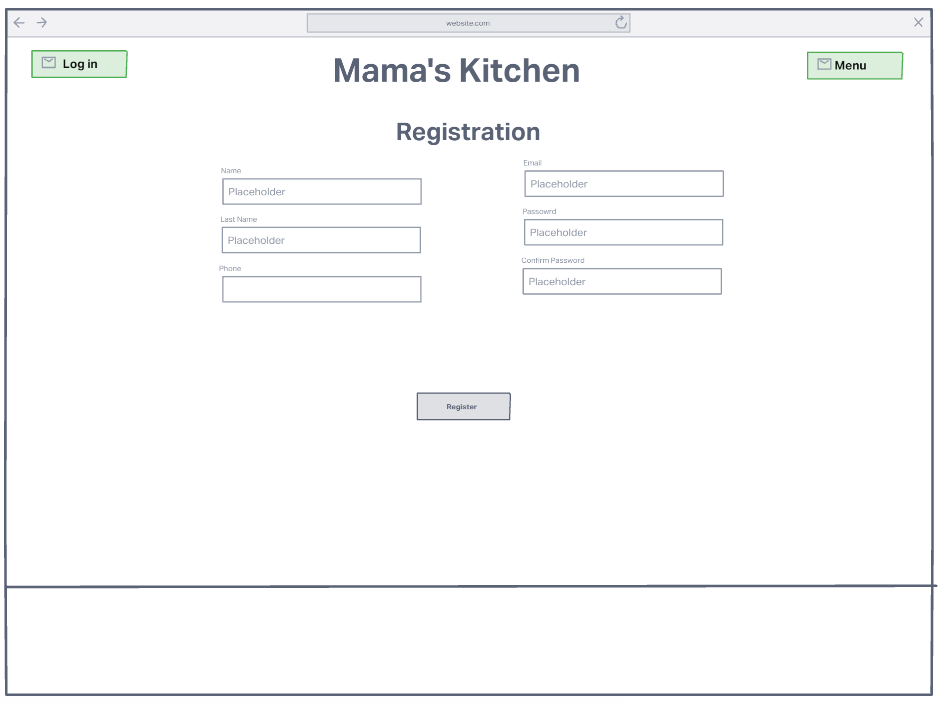 website.com
Log in
Mama's Kitchen
Menu
Registration
Name
Placeholder
Last Name
Placeholder
Phone
Email
Placeholder
Passowrd
Placeholder
Confirm Password
Placeholder
Register